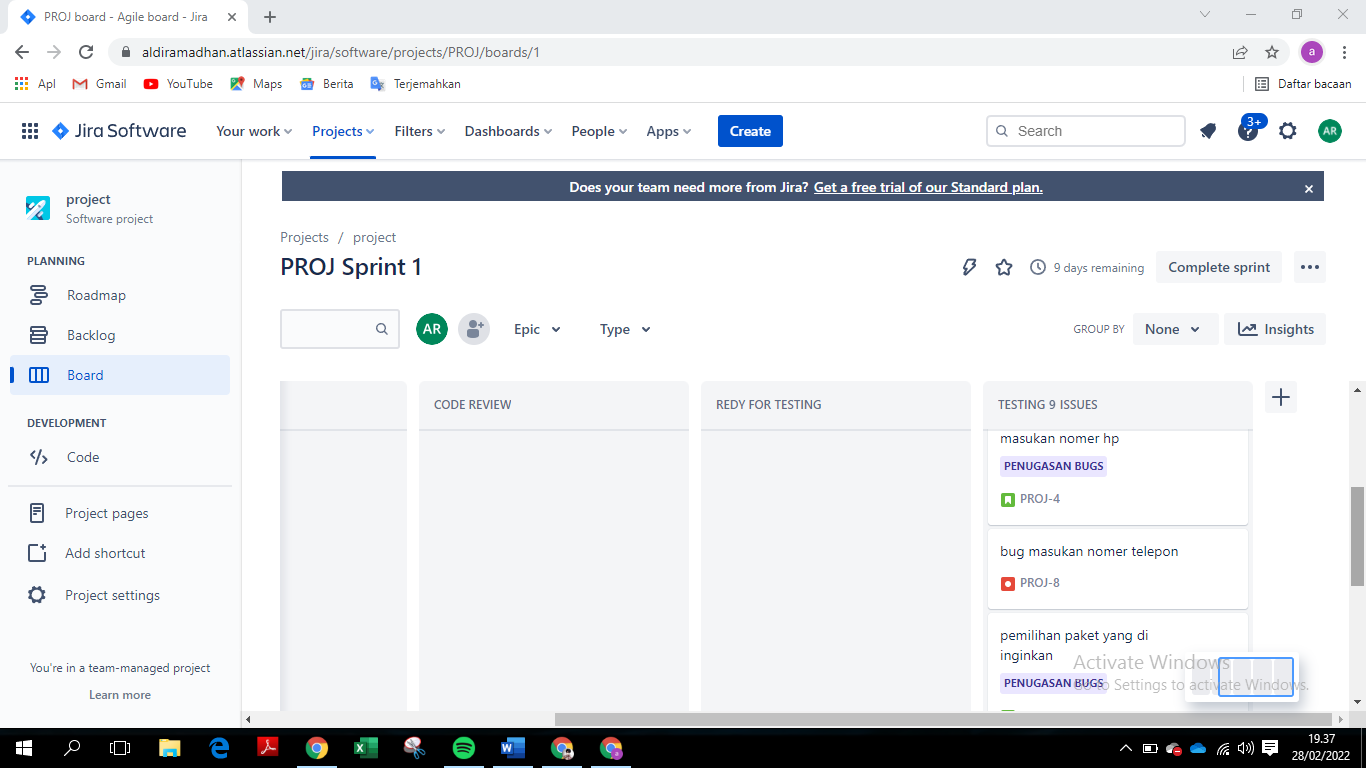 PROJ board - Agile board - Jira
aldiramadhan.atlassian.net/jira/software/projects/PROJ/boards/1
a
Apl
Gmail
YouTube
Maps
Berita
Terjemahkan
Daftar bacaan
Jira Software
Your work
Projects
Filters
Dashboards
People
Apps
Create
Search
3+
AR
Does your team need more from Jira? Get a free trial of our Standard plan.
project
Software project
PLANNING
Roadmap
Backlog
Board
DEVELOPMENT
Code
Project pages
Add shortcut
Project settings
You're in a team-managed project
Learn more
Projects / project
PROJ Sprint 1
9 days remaining
Complete sprint
AR
Epic
Type
GROUP BY
None
Insights
CODE REVIEW
REDY FOR TESTING
TESTING 9 ISSUES
masukan nomer hp
PENUGASAN BUGS
PROJ-4
bug masukan nomer telepon
PROJ-8
pemilihan paket yang di
inginkan
PENUGASAN BUGS
Activate Windows
Go to Settings to activate Windows.
19.37
28/02/2022